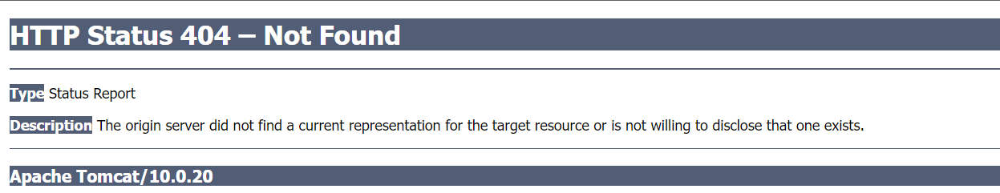 HTTP Status 404 – Not Found
Type Status Report
Description The origin server did not find a current representation for the target resource or is not willing to disclose that one exists.
Apache Tomcat/10.0.20